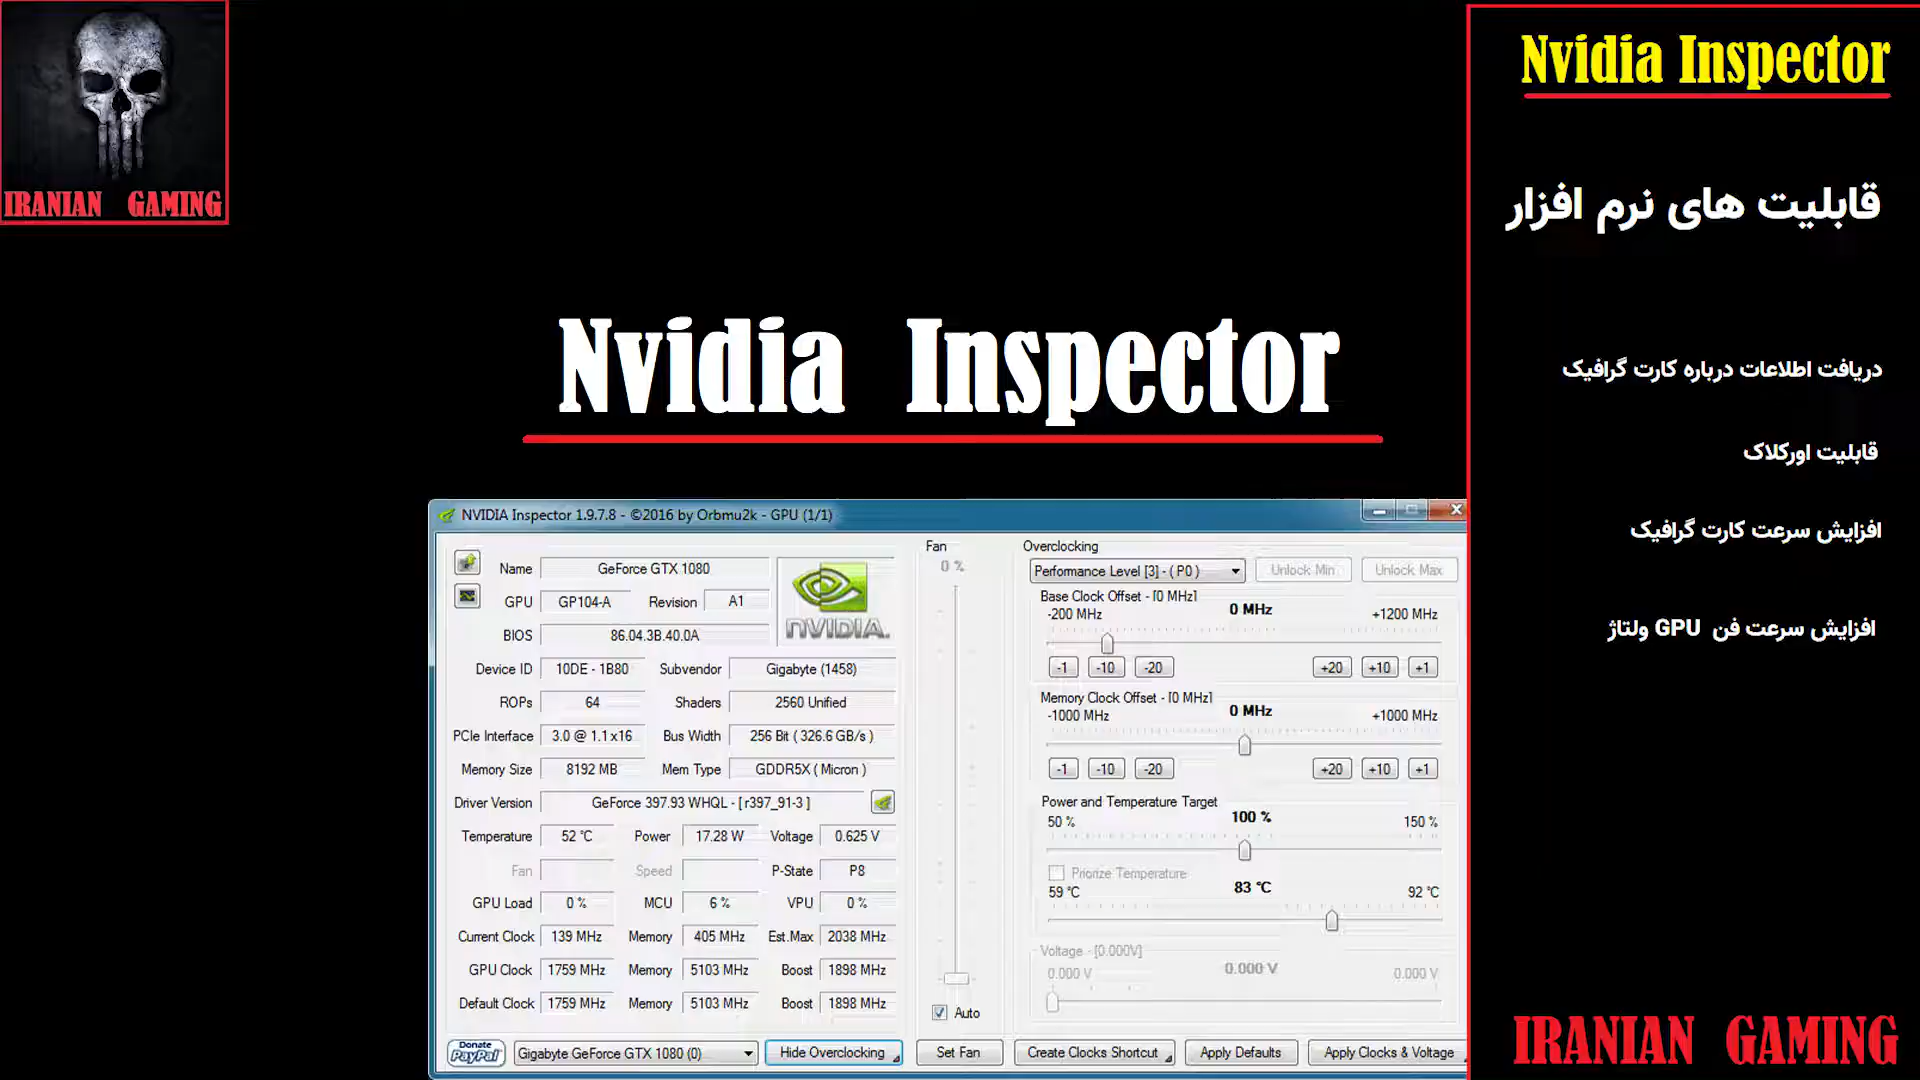 IRANIAN GAMING
Nvidia Inspector
NVIDIA Inspector 1.9.7.8 - ©2016 by Orbmu2k - GPU (1/1)
Name GeForce GTX 1080
NVIDIA.
GPU GP104-A Revision A1
BIOS 86.04.3B.40.0A
Device ID 10DE - 1B80 Subvendor Gigabyte (1458)
ROPs 64 Shaders 2560 Unified
PCIe Interface 3.0 @ 1.1 x16 Bus Width 256 Bit ( 326.6 GB/s )
Memory Size 8192 MB Mem Type GDDR5X ( Micron )
Driver Version GeForce 397.93 WHQL - [ r397_91-3 ]
Temperature 52 °C Power 17.28 W Voltage 0.625 V
Fan Speed P-State P8
GPU Load 0 % MCU 6 % VPU 0 %
Current Clock 139 MHz Memory 405 MHz Est.Max 2038 MHz
GPU Clock 1759 MHz Memory 5103 MHz Boost 1898 MHz
Default Clock 1759 MHz Memory 5103 MHz Boost 1898 MHz
Donate
PayPal
Gigabyte GeForce GTX 1080 (0)
Hide Overclocking
Fan
0 %
Auto
Set Fan
Overclocking
Performance Level [3] - ( P0 ) Unlock Min Unlock Max
Base Clock Offset - [0 MHz]
-200 MHz 0 MHz +1200 MHz
-1 -10 -20 +20 +10 +1
Memory Clock Offset - [0 MHz]
-1000 MHz 0 MHz +1000 MHz
-1 -10 -20 +20 +10 +1
Power and Temperature Target
50 % 100 % 150 %
Priorize Temperature
59 °C 83 °C 92 °C
Voltage - [0.000V]
0.000 V 0.000 V 0.000 V
Create Clocks Shortcut Apply Defaults Apply Clocks & Voltage
Nvidia Inspector
قابلیت های نرم افزار
دریافت اطلاعات درباره کارت گرافیک
قابلیت اورکلاک
افزایش سرعت کارت گرافیک
افزایش سرعت فن GPU ولتاژ
IRANIAN GAMING